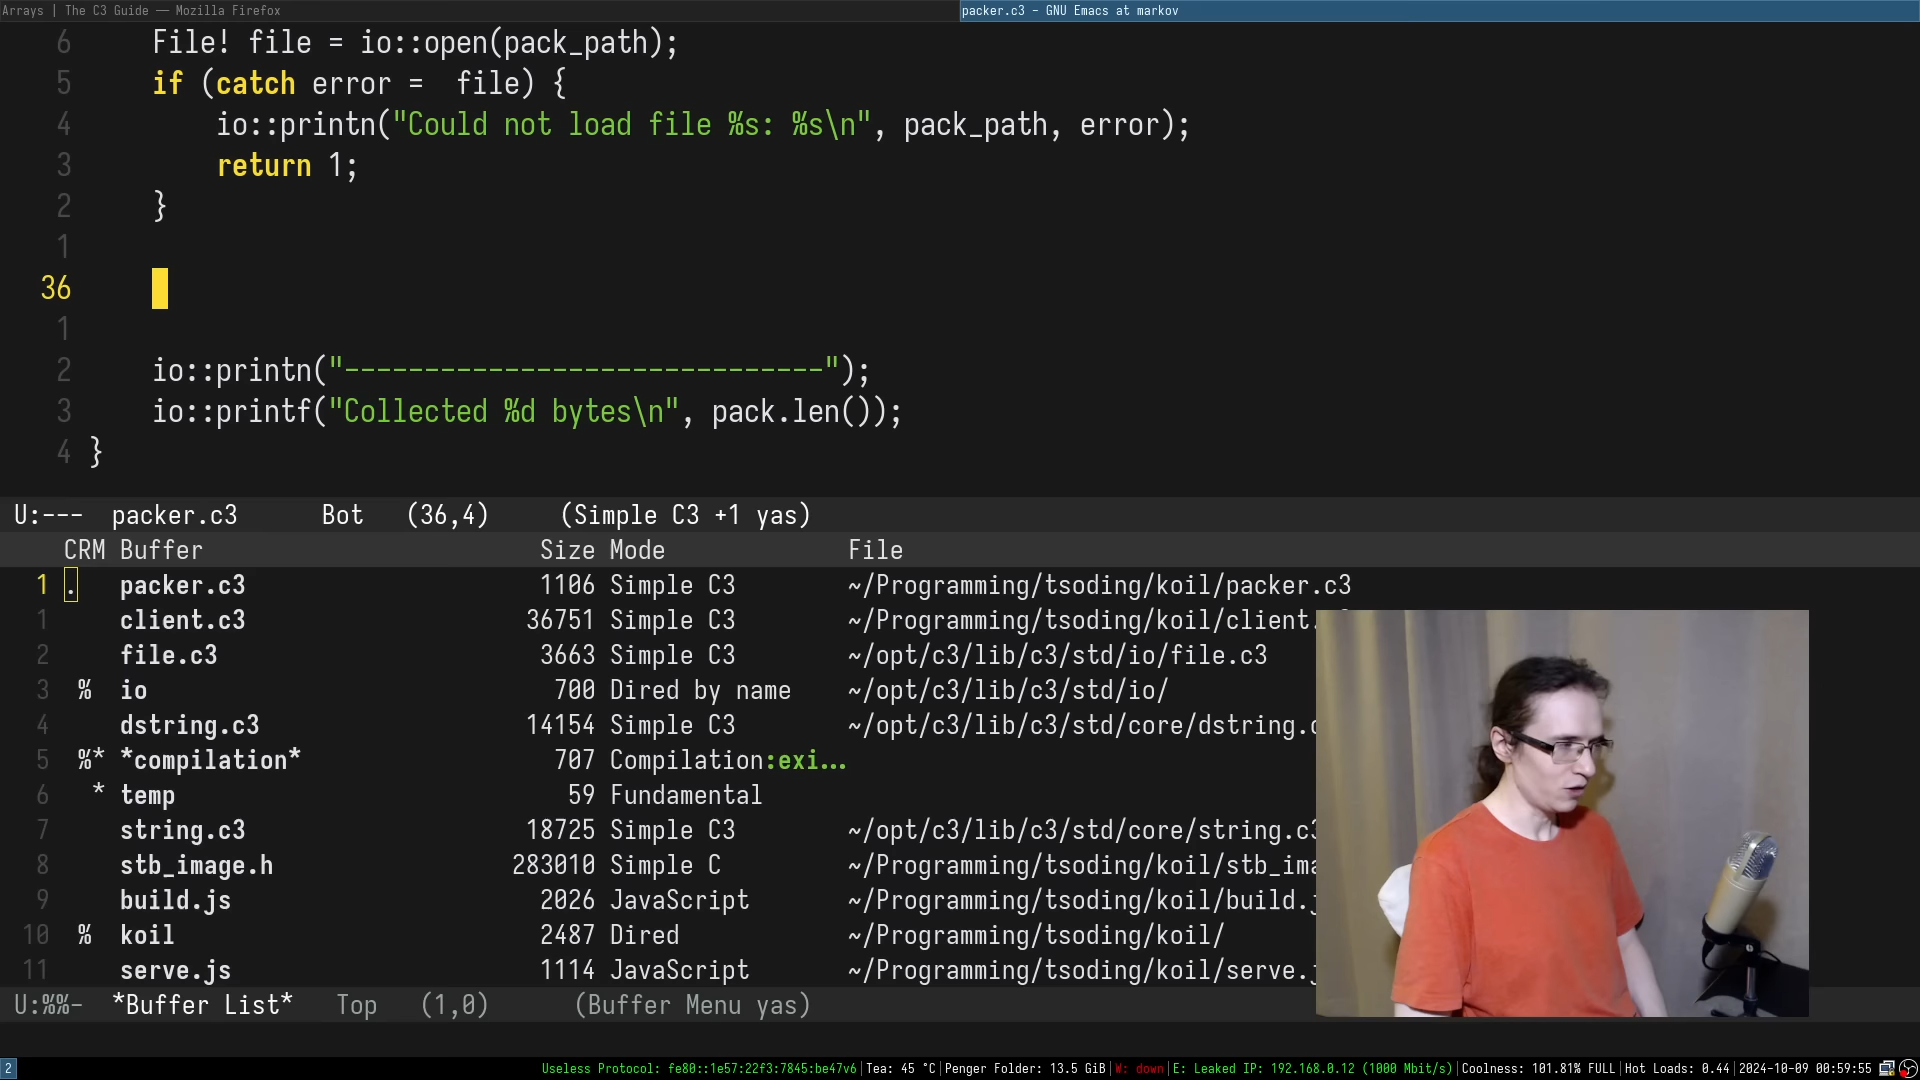 Arrays | The C3 Guide — Mozilla Firefox
packer.c3 - GNU Emacs at markov
6 File! file = io::open(pack_path);
5 if (catch error =  file) {
4 io::printn("Could not load file %s: %s\n", pack_path, error);
3 return 1;
2 }
1
36
1
2 io::printn("------------------------------");
3 io::printf("Collected %d bytes\n", pack.len());
4 }
U:--- packer.c3 Bot (36,4) (Simple C3 +1 yas)
CRM Buffer Size Mode File
1 . packer.c3 1106 Simple C3 ~/Programming/tsoding/koil/packer.c3
1 client.c3 36751 Simple C3 ~/Programming/tsoding/koil/client.
2 file.c3 3663 Simple C3 ~/opt/c3/lib/c3/std/io/file.c3
3 % io 700 Dired by name ~/opt/c3/lib/c3/std/io/
4 dstring.c3 14154 Simple C3 ~/opt/c3/lib/c3/std/core/dstring.
5 %* *compilation* 707 Compilation:exi...
6 * temp 59 Fundamental
7 string.c3 18725 Simple C3 ~/opt/c3/lib/c3/std/core/string.c3
8 stb_image.h 283010 Simple C ~/Programming/tsoding/koil/stb_ima
9 build.js 2026 JavaScript ~/Programming/tsoding/koil/build.j
10 % koil 2487 Dired ~/Programming/tsoding/koil/
11 serve.js 1114 JavaScript ~/Programming/tsoding/koil/serve.j
U:%%- *Buffer List* Top (1,0) (Buffer Menu yas)
2 Useless Protocol: fe80::1e57:22f3:7845:be47v6|Tea: 45 °C|Penger Folder: 13.5 GiB|W: down|E: Leaked IP: 192.168.0.12 (1000 Mbit/s)|Coolness: 101.81% FULL|Hot Loads: 0.44|2024-10-09 00:59:55